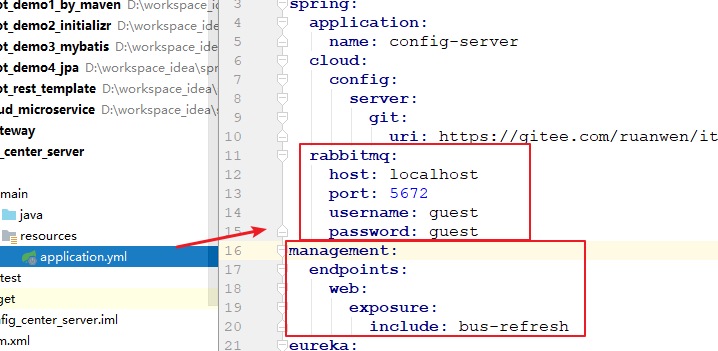 ot_demo1_by_maven D:\workspace_idea
ot_demo2_initializr D:\workspace_idea\
ot_demo3_mybatis D:\workspace_idea\
ot_demo4_jpa D:\workspace_idea\spr
ot_rest_template D:\workspace_idea\
ud_microservice D:\workspace_idea\s
teway
_center_server
main
java
resources
application.yml
test
get
fig_center_server.iml
m.xml
3 spring:
4 application:
5 name: config-server
6 cloud:
7 config:
8 server:
9 git:
10 uri: https://gitee.com/ruanwen/it
11 rabbitmq:
12 host: localhost
13 port: 5672
14 username: guest
15 password: guest
16 management:
17 endpoints:
18 web:
19 exposure:
20 include: bus-refresh
21 eureka: